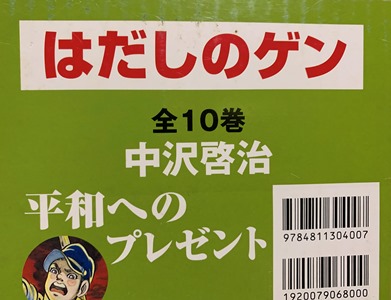 はだしのゲン
全10巻
中沢啓治
平和への
プレゼント
9784811304007
1920079068000